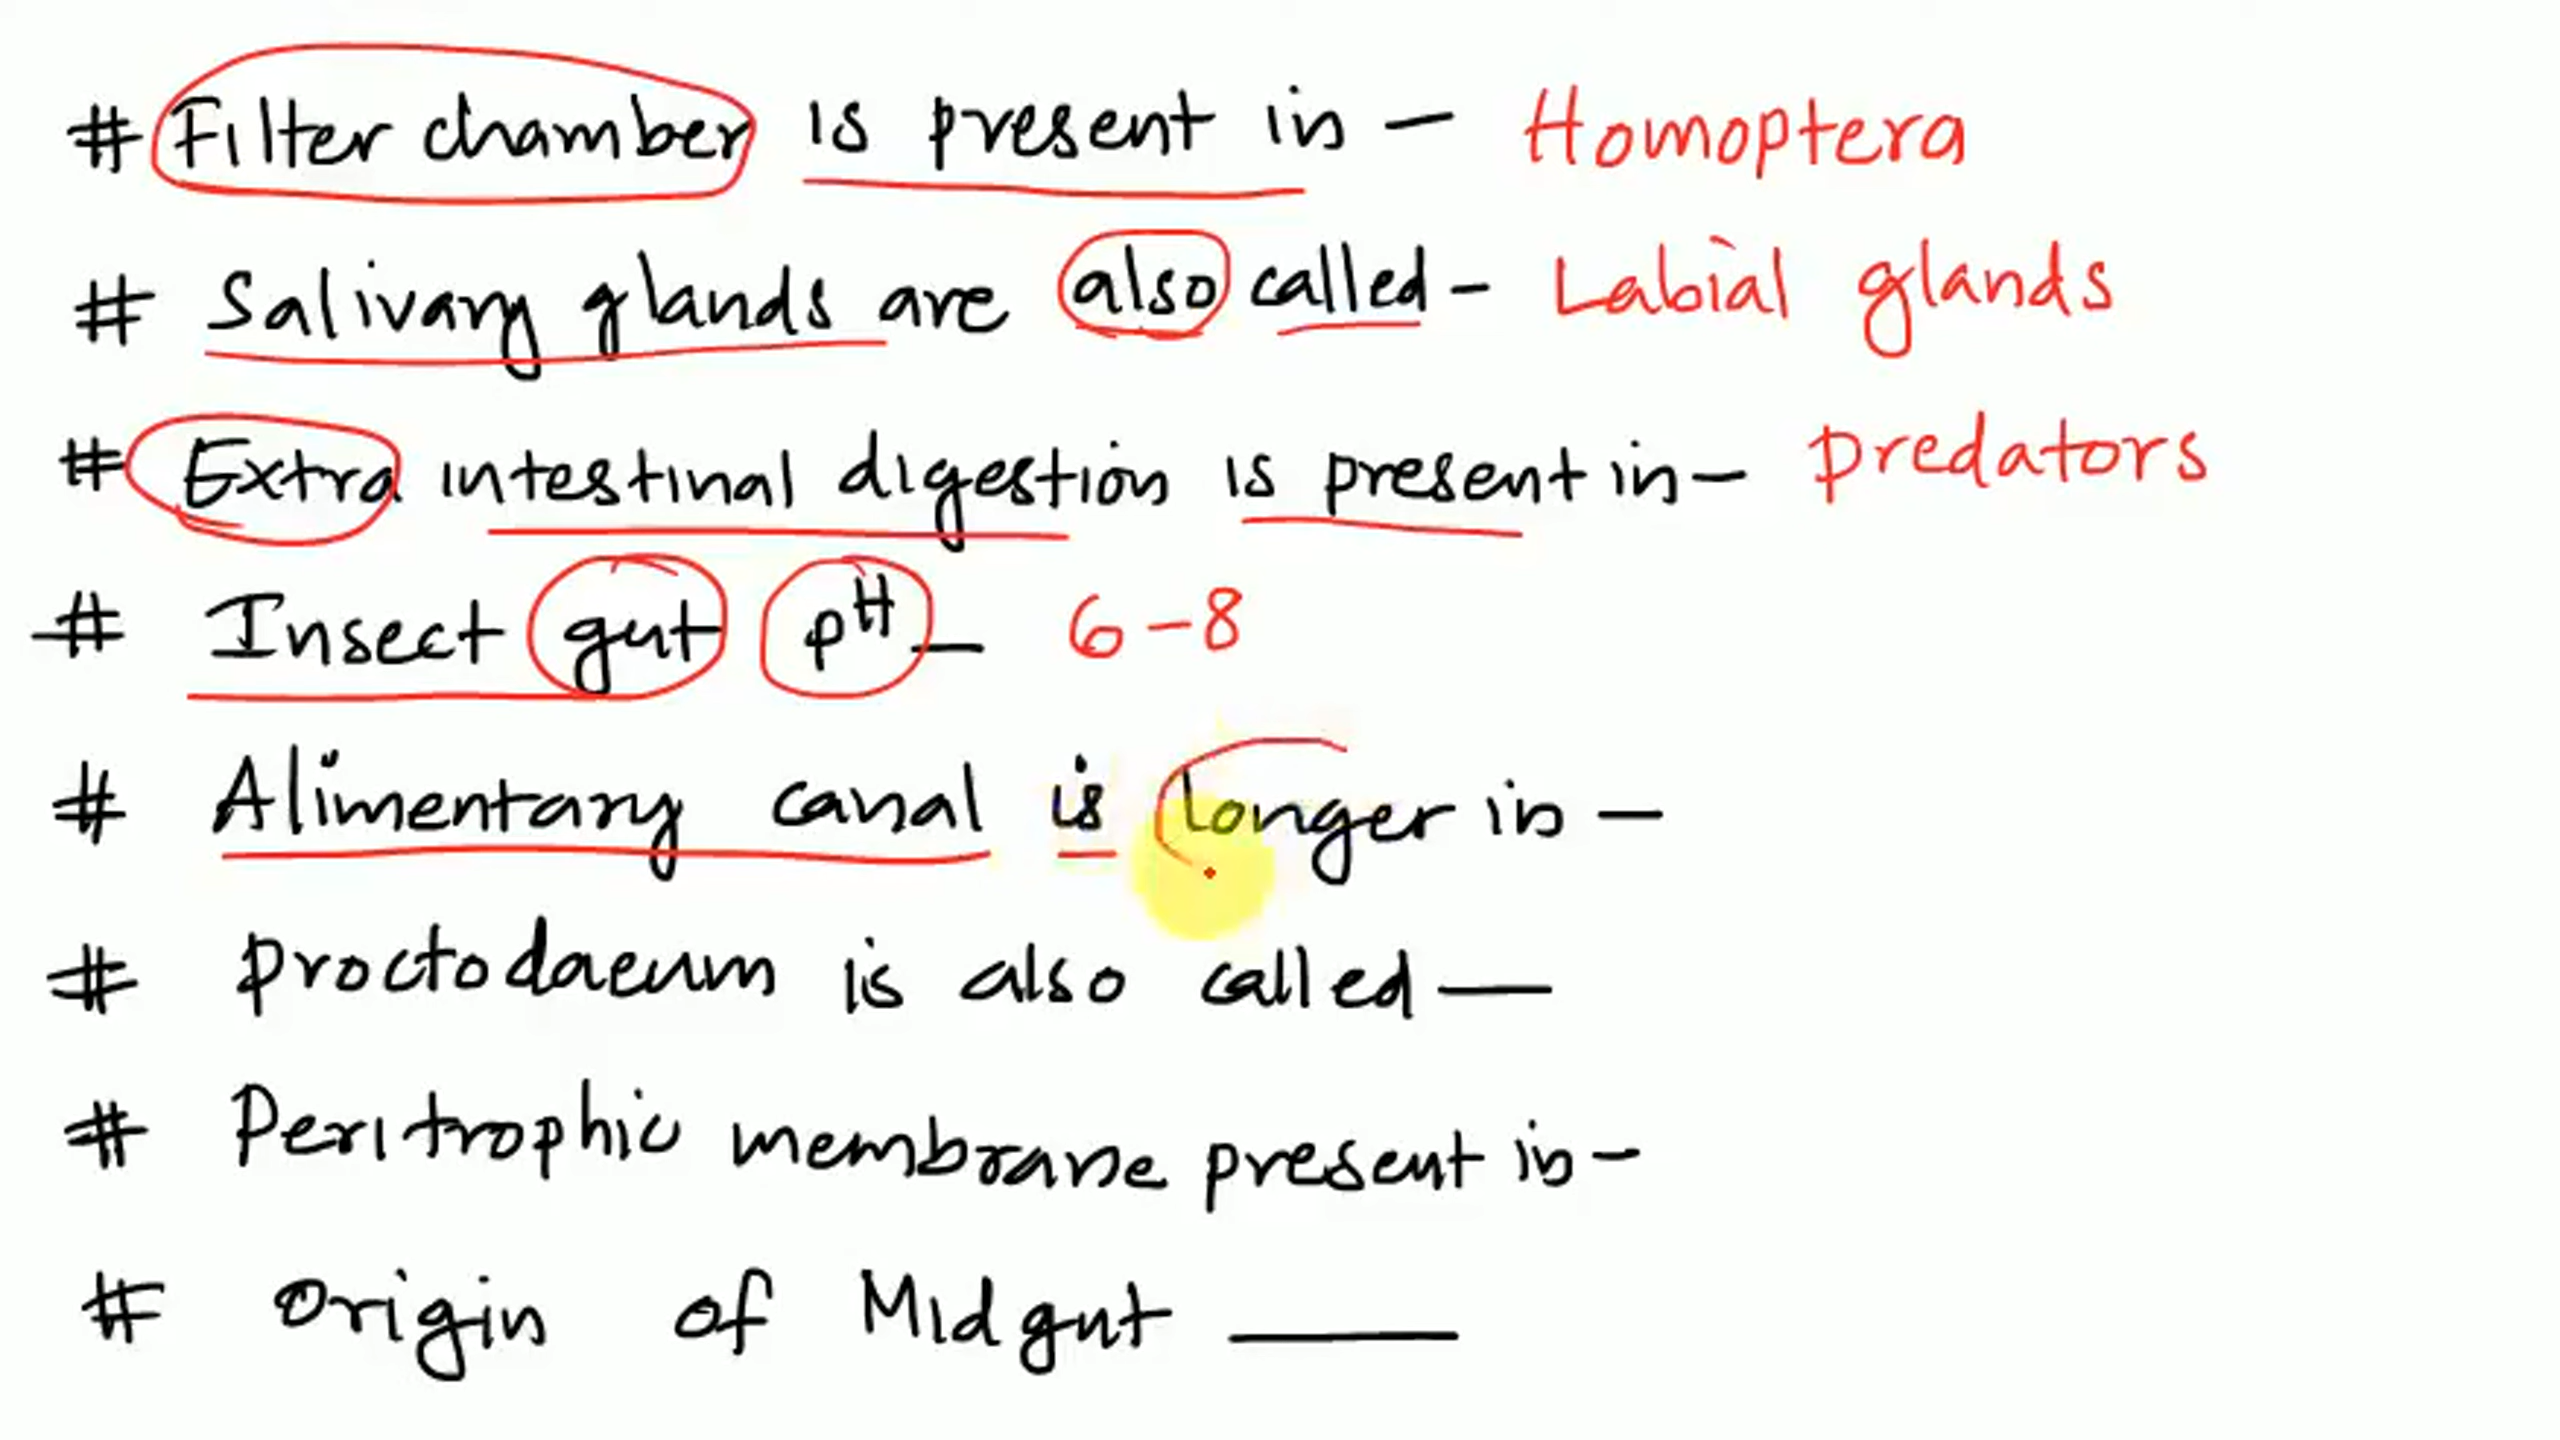 # Filter chamber is present in - Homoptera
# Salivary glands are also called - Labial glands
# Extra intestinal digestion is present in - predators
# Insect gut pH - 6-8
# Alimentary canal is longer in -
# proctodaeum is also called —
# Peritrophic membrane present in -
# origin of Midgut ———